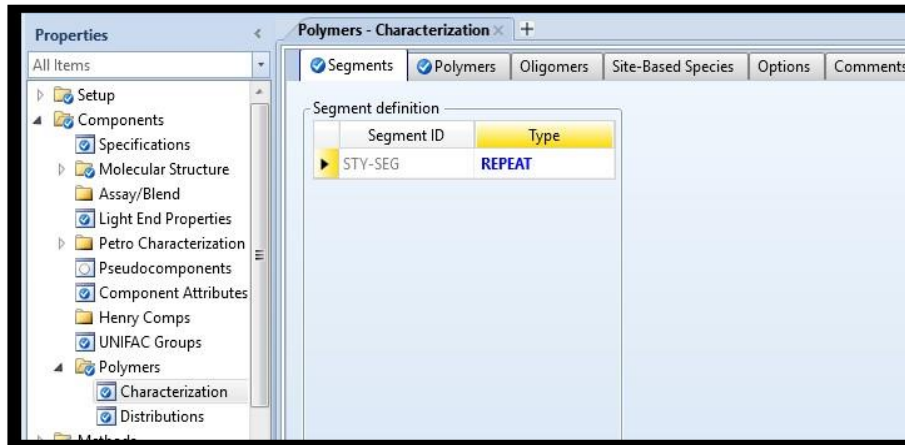 Properties
All Items
Setup
Components
Specifications
Molecular Structure
Assay/Blend
Light End Properties
Petro Characterization
Pseudocomponents
Component Attributes
Henry Comps
UNIFAC Groups
Polymers
Characterization
Distributions
Methods
Polymers - Characterization × +
Segments Polymers Oligomers Site-Based Species Options Comments
Segment definition
Segment ID Type
STY-SEG REPEAT